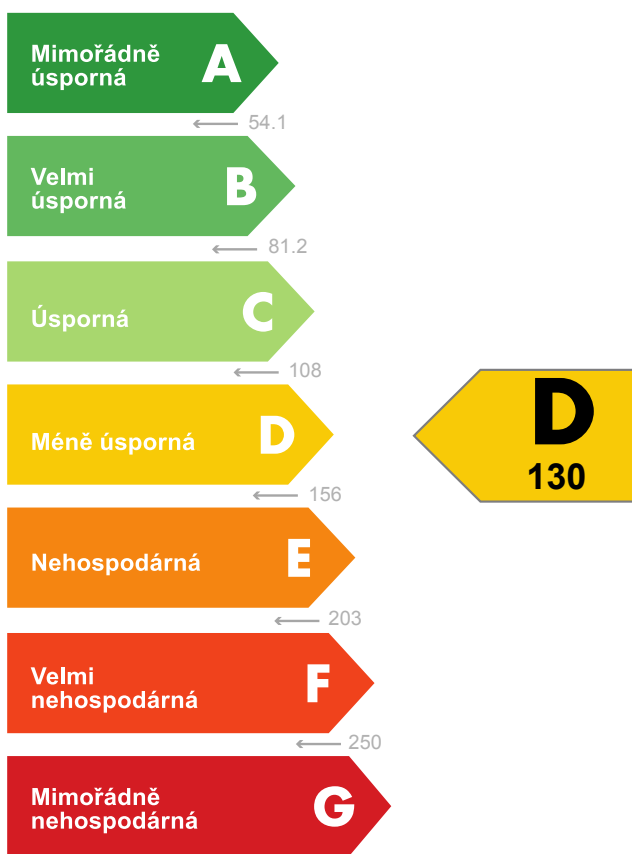 Mimořádně
úsporná
A
54.1
Velmi
úsporná
B
81.2
Úsporná
C
108
Méně úsporná
D
D
130
156
Nehospodárná
E
203
Velmi
nehospodárná
F
250
Mimořádně
nehospodárná
G